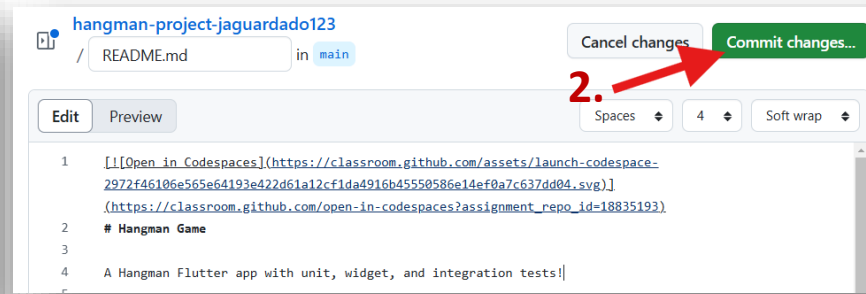 hangman-project-jaguardado123
/ README.md in main
Cancel changes
Commit changes...
2.
Edit Preview
Spaces 4 Soft wrap
1 [![Open in Codespaces](https://classroom.github.com/assets/launch-codespace-
2972f46106e565e64193e422d61a12cf1da4916b45550586e14ef0a7c637dd04.svg)]
(https://classroom.github.com/open-in-codespaces?assignment_repo_id=18835193)
2 # Hangman Game
3
4 A Hangman Flutter app with unit, widget, and integration tests!
5